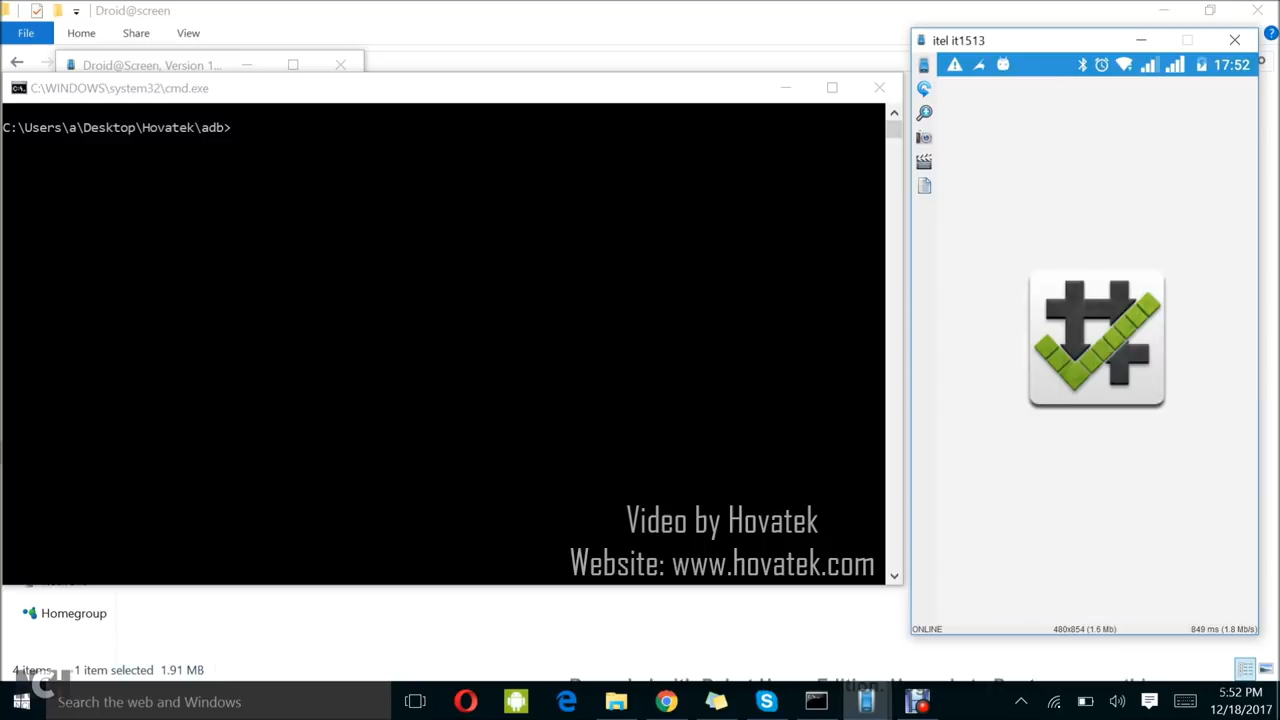 Droid@screen
File Home Share View
Droid@Screen, Version 1...
C:\WINDOWS\system32\cmd.exe
C:\Users\a\Desktop\Hovatek\adb>
Video by Hovatek
Website: www.hovatek.com
itel it1513
17:52
ONLINE 480x854 (1.6 Mb) 849 ms (1.8 Mb/s)
Homegroup
4 items 1 item selected 1.91 MB
Search the web and Windows
5:52 PM
12/18/2017